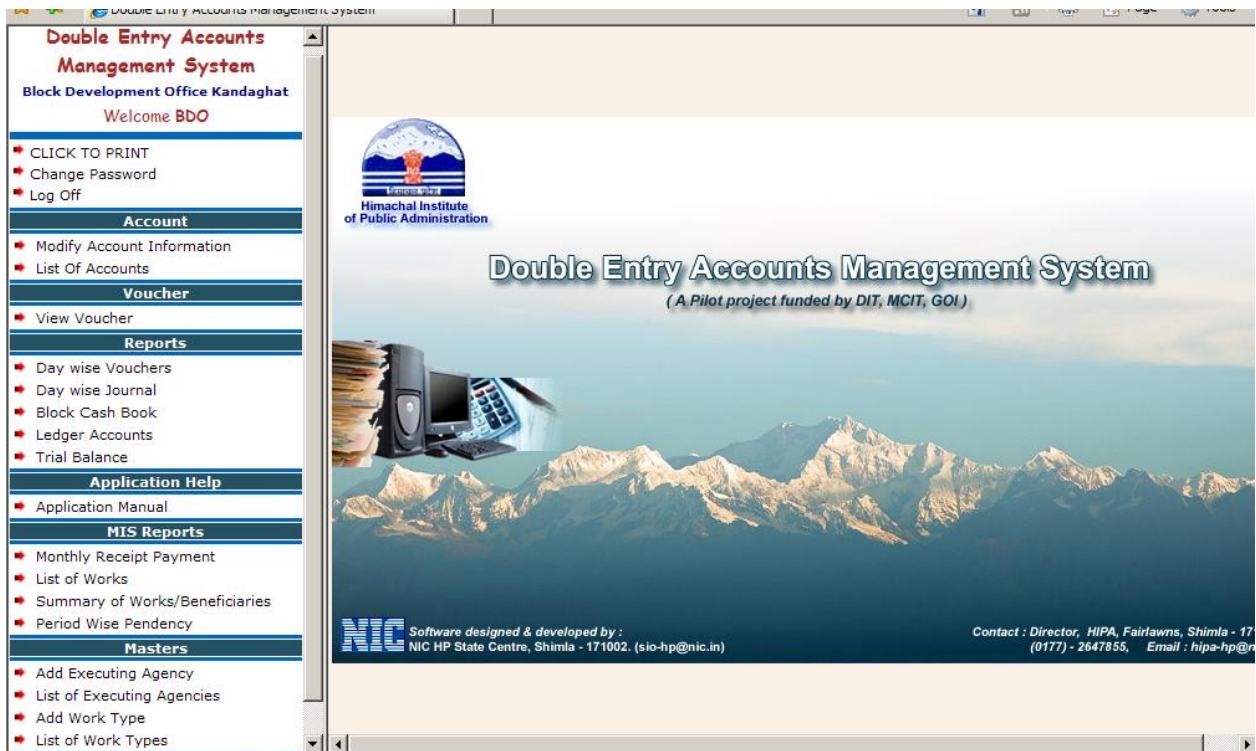 Double Entry Accounts Management System
Page
Tools
Double Entry Accounts
Management System
Block Development Office Kandaghat
Welcome BDO
CLICK TO PRINT
Change Password
Log Off
Account
Modify Account Information
List Of Accounts
Voucher
View Voucher
Reports
Day wise Vouchers
Day wise Journal
Block Cash Book
Ledger Accounts
Trial Balance
Application Help
Application Manual
MIS Reports
Monthly Receipt Payment
List of Works
Summary of Works/Beneficiaries
Period Wise Pendency
Masters
Add Executing Agency
List of Executing Agencies
Add Work Type
List of Work Types
Himachal Institute
of Public Administration
Double Entry Accounts Management System
( A Pilot project funded by DIT, MCIT, GOI )
NIC
Software designed & developed by :
NIC HP State Centre, Shimla - 171002. (sio-hp@nic.in)
Contact : Director, HIPA, Fairlawns, Shimla - 17
(0177) - 2647855, Email : hipa-hp@n